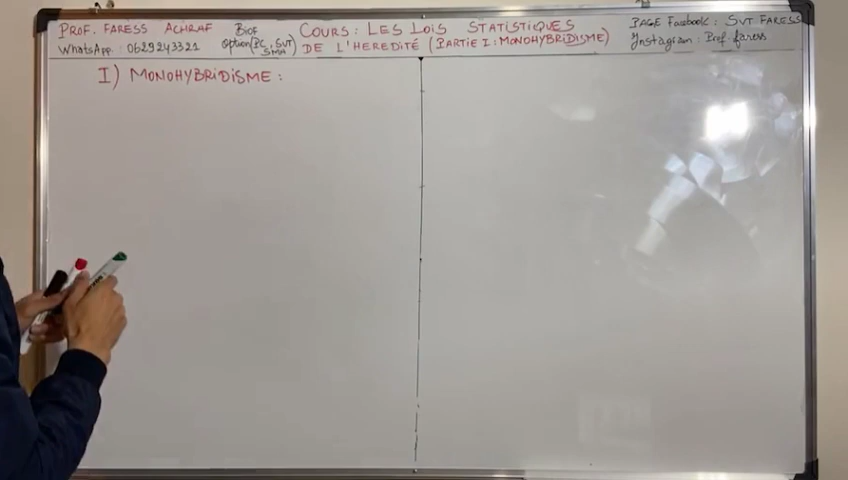 PROF. FARESS ACHRAF
WhatsApp : 0629243321
Biof
Option(PC, SVT
SMA)
COURS : LES LOIS STATISTIQUES
DE L'HEREDITÉ (PARTIE I : MONOHYBRIDISME)
PAGE Facebook : SVT FARESS
Instagram : Prof. faress
I) MONOHYBRIDISME :